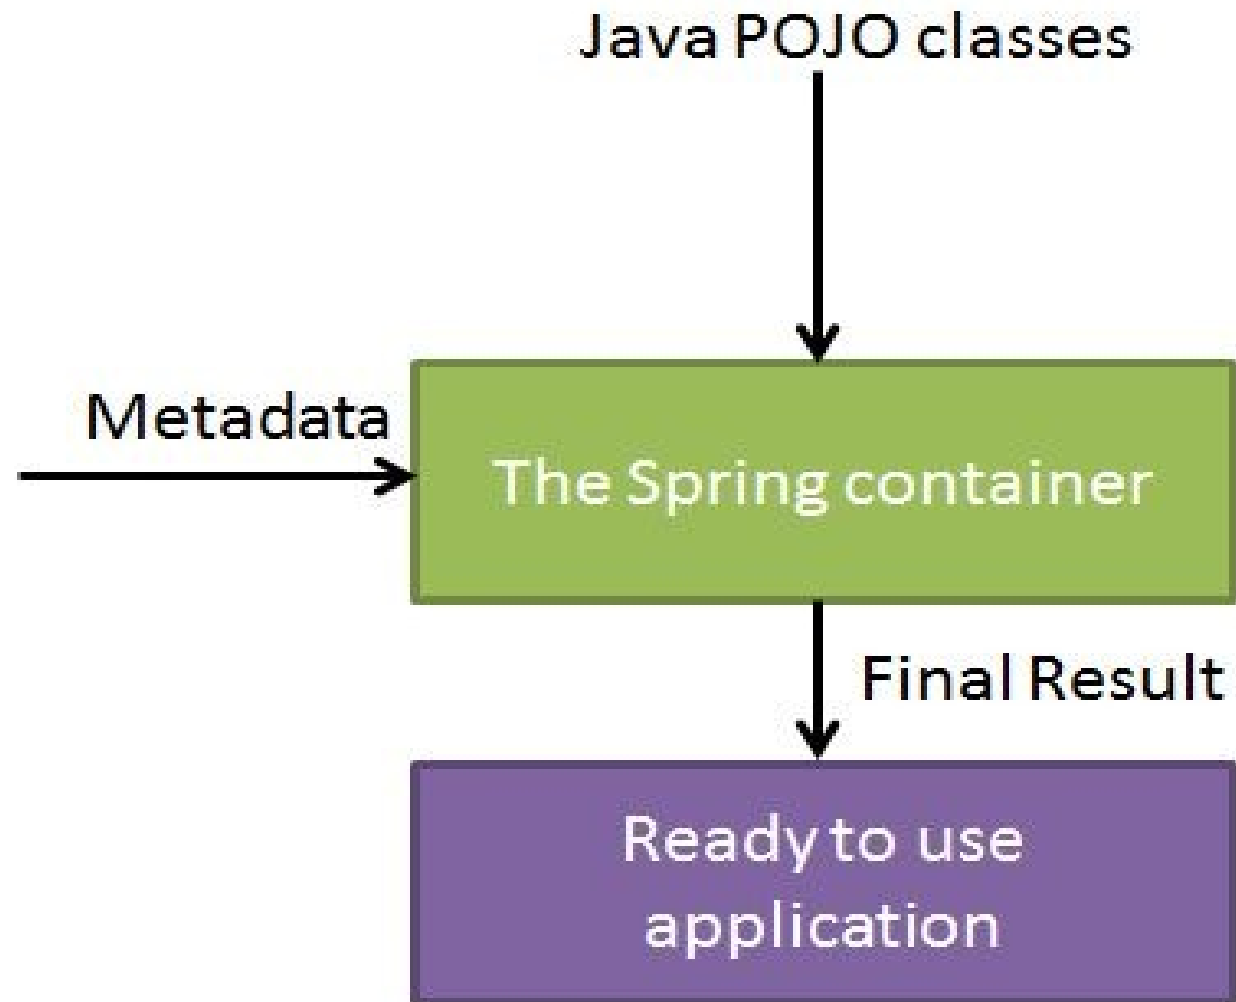 Java POJO classes
Metadata
The Spring container
Final Result
Ready to use
application